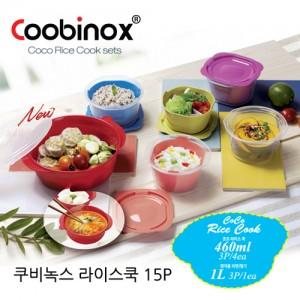 Coobinox®
Coco Rice Cook sets
New
CoCo
Rice Cook
460ml
3P/4ea
1L 3P/1ea
쿠비녹스 라이스쿡 15P